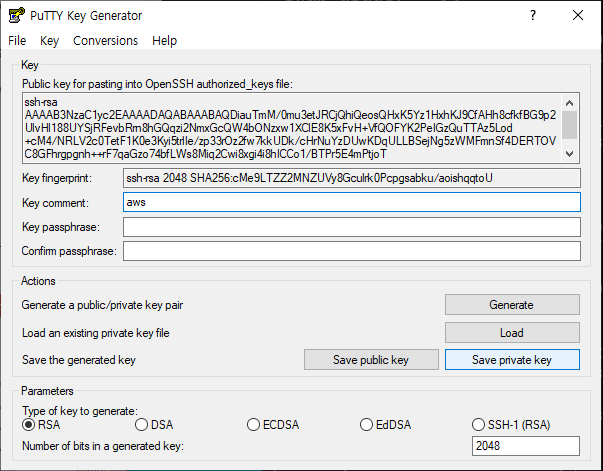 PuTTY Key Generator
File Key Conversions Help
Key
Public key for pasting into OpenSSH authorized_keys file:
ssh-rsa
AAAAB3NzaC1yc2EAAAADAQABAAABAQDiauTmM/0mu3etJRCjQhiQeosQHxK5Yz1HxhKJ9CfAHh8cfkfBG9p2
UlvHI188UYSjRFevbRm8hGQqzi2NmxGcQW4bONzxw1XClE8K5xFvH+VfQOFYK2PeIGzQuTTAz5Lod
+cM4/NRLV2c0TetF1K0e3Kyi5trlle/zp33rOz2fw7kkUDk/cHrNuYzDUwKDqULLBSejNg5zWMFmnSf4DERTOV
C8GFhrgpgnh++rF7qaGzo74bfLWs8Miq2Cwi8xgi4i8hICCo1/BTPr5E4mPtjoT
Key fingerprint: ssh-rsa 2048 SHA256:cMe9LTZZ2MNZUVy8Gculrk0Pcpgsabku/aoishqqtoU
Key comment: aws
Key passphrase:
Confirm passphrase:
Actions
Generate a public/private key pair Generate
Load an existing private key file Load
Save the generated key Save public key Save private key
Parameters
Type of key to generate:
RSA DSA ECDSA EdDSA SSH-1 (RSA)
Number of bits in a generated key: 2048